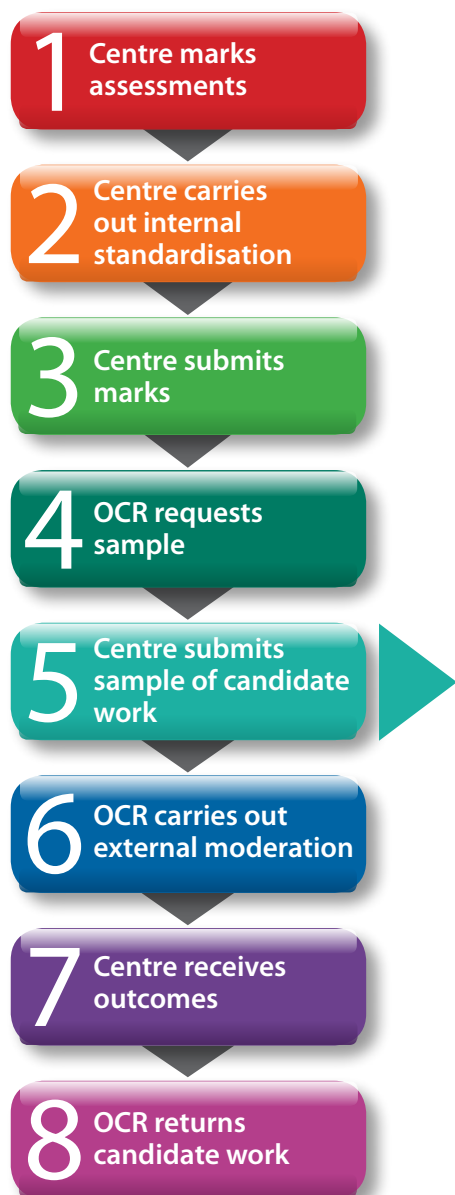 1
Centre marks
assessments
2
Centre carries
out internal
standardisation
3
Centre submits
marks
4
OCR requests
sample
5
Centre submits
sample of candidate
work
6
OCR carries out
external moderation
7
Centre receives
outcomes
8
OCR returns
candidate work